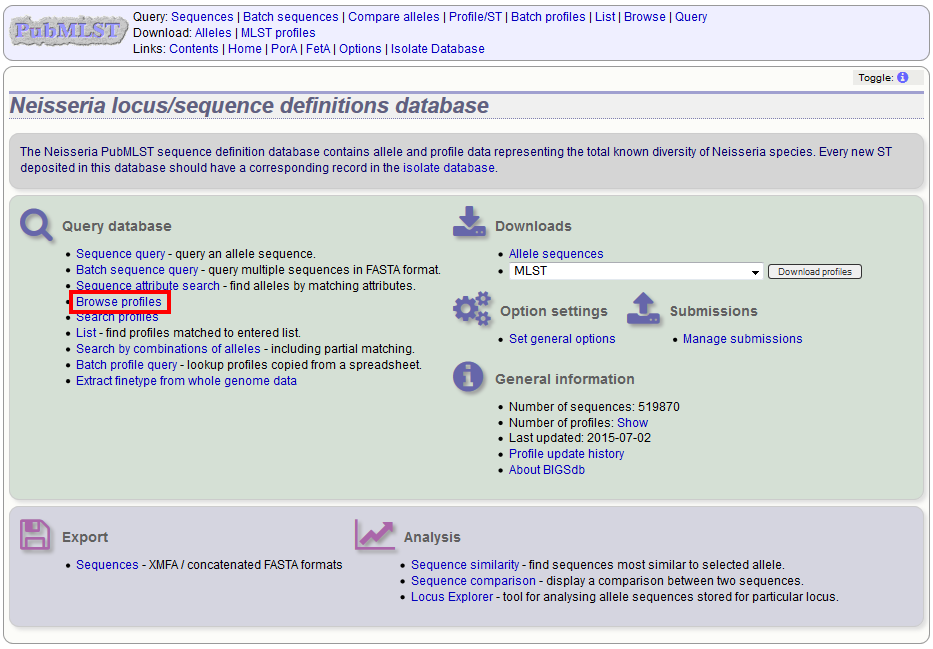 PubMLST
Query: Sequences | Batch sequences | Compare alleles | Profile/ST | Batch profiles | List | Browse | Query
Download: Alleles | MLST profiles
Links: Contents | Home | PorA | FetA | Options | Isolate Database
Toggle: i
Neisseria locus/sequence definitions database
The Neisseria PubMLST sequence definition database contains allele and profile data representing the total known diversity of Neisseria species. Every new ST
deposited in this database should have a corresponding record in the isolate database.
Query database
• Sequence query - query an allele sequence.
• Batch sequence query - query multiple sequences in FASTA format.
• Sequence attribute search - find alleles by matching attributes.
• Browse profiles
• Search profiles
• List - find profiles matched to entered list.
• Search by combinations of alleles - including partial matching.
• Batch profile query - lookup profiles copied from a spreadsheet.
• Extract finetype from whole genome data
Downloads
• Allele sequences
• MLST Download profiles
Option settings
• Set general options
Submissions
• Manage submissions
General information
• Number of sequences: 519870
• Number of profiles: Show
• Last updated: 2015-07-02
• Profile update history
• About BIGSdb
Export
• Sequences - XMFA / concatenated FASTA formats
Analysis
• Sequence similarity - find sequences most similar to selected allele.
• Sequence comparison - display a comparison between two sequences.
• Locus Explorer - tool for analysing allele sequences stored for particular locus.